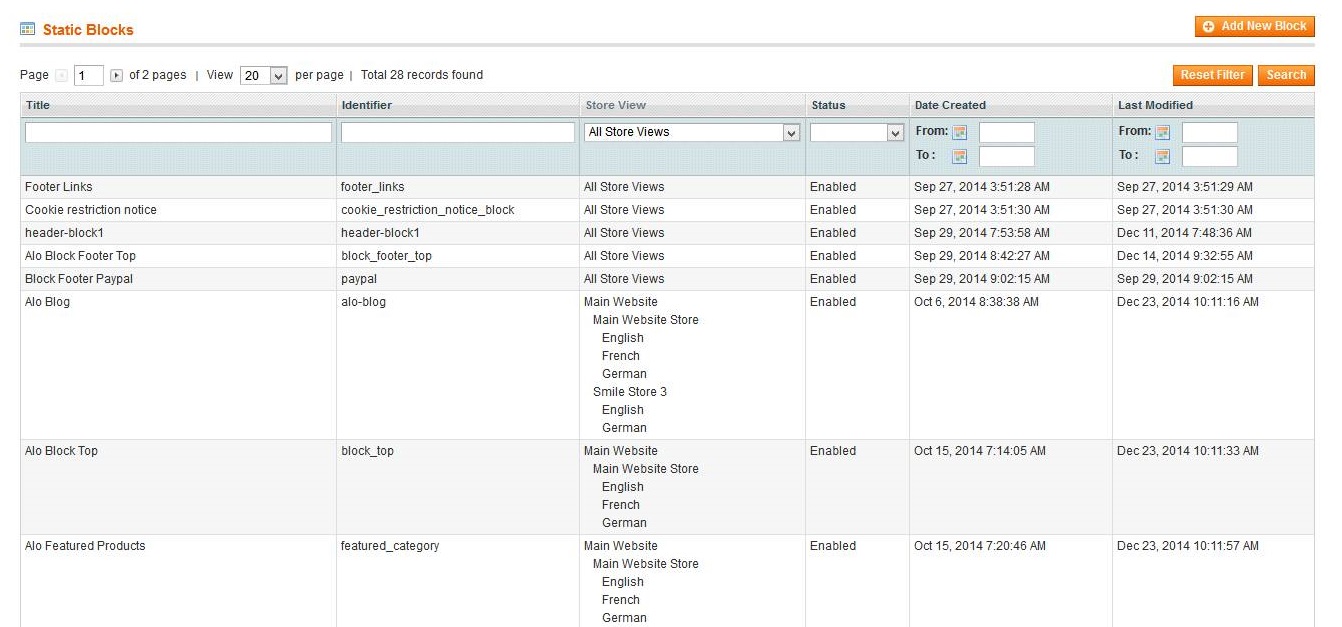 Static Blocks
Add New Block
Page 1 of 2 pages | View 20 per page | Total 28 records found
Reset Filter Search
Title Identifier Store View Status Date Created Last Modified
All Store Views From: From:
To : To :
Footer Links footer_links All Store Views Enabled Sep 27, 2014 3:51:28 AM Sep 27, 2014 3:51:29 AM
Cookie restriction notice cookie_restriction_notice_block All Store Views Enabled Sep 27, 2014 3:51:30 AM Sep 27, 2014 3:51:30 AM
header-block1 header-block1 All Store Views Enabled Sep 29, 2014 7:53:58 AM Dec 11, 2014 7:48:36 AM
Alo Block Footer Top block_footer_top All Store Views Enabled Sep 29, 2014 8:42:27 AM Dec 14, 2014 9:32:55 AM
Block Footer Paypal paypal All Store Views Enabled Sep 29, 2014 9:02:15 AM Sep 29, 2014 9:02:15 AM
Alo Blog alo-blog Main Website Enabled Oct 6, 2014 8:38:38 AM Dec 23, 2014 10:11:16 AM
Main Website Store
English
French
German
Smile Store 3
English
German
Alo Block Top block_top Main Website Enabled Oct 15, 2014 7:14:05 AM Dec 23, 2014 10:11:33 AM
Main Website Store
English
French
German
Alo Featured Products featured_category Main Website Enabled Oct 15, 2014 7:20:46 AM Dec 23, 2014 10:11:57 AM
Main Website Store
English
French
German